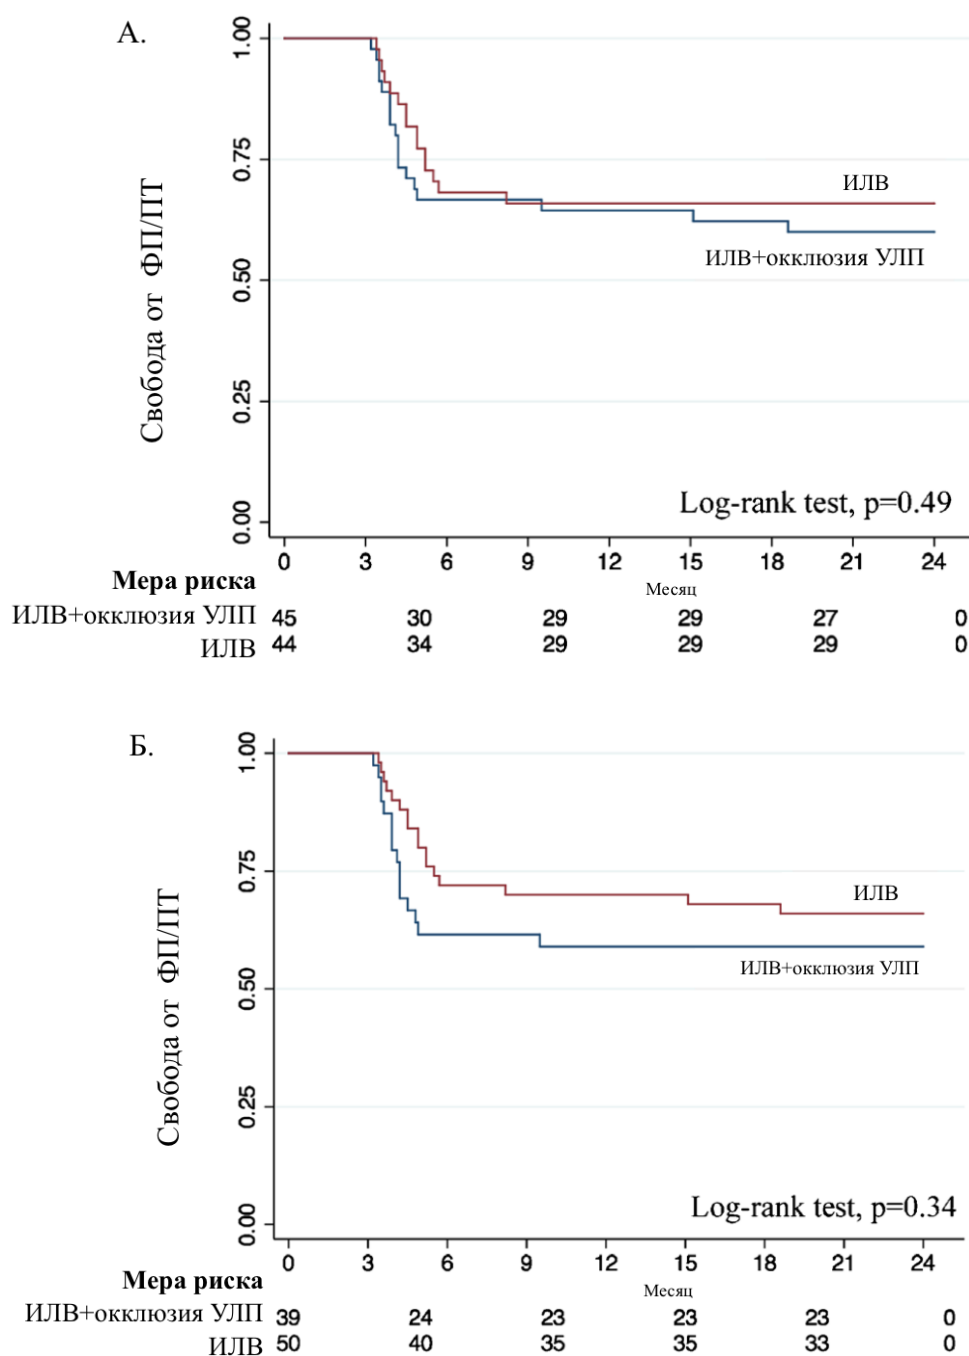 А.
1.00
0.75
0.50
0.25
0.00
Свобода от ФП/ПТ
ИЛВ
ИЛВ+окклюзия УЛП
Log-rank test, p=0.49
0 3 6 9 12 15 18 21 24
Месяц
Мера риска
ИЛВ+окклюзия УЛП 45 30 29 29 27 0
ИЛВ 44 34 29 29 29 0
Б.
1.00
0.75
0.50
0.25
0.00
Свобода от ФП/ПТ
ИЛВ
ИЛВ+окклюзия УЛП
Log-rank test, p=0.34
0 3 6 9 12 15 18 21 24
Месяц
Мера риска
ИЛВ+окклюзия УЛП 39 24 23 23 23 0
ИЛВ 50 40 35 35 33 0